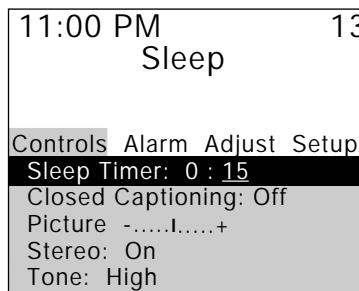 11:00 PM 13
Sleep
Controls Alarm Adjust Setup
Sleep Timer: 0 : 15
Closed Captioning: Off
Picture -.....ı.....+
Stereo: On
Tone: High